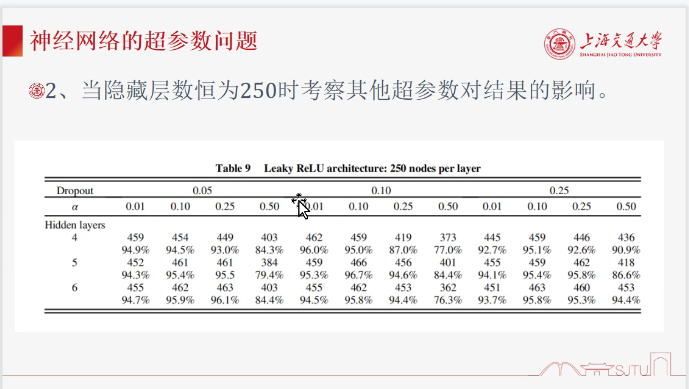 神经网络的超参数问题
上海交通大学
SHANGHAI JIAO TONG UNIVERSITY
2、当隐藏层数恒为250时考察其他超参数对结果的影响。
Table 9 Leaky ReLU architecture: 250 nodes per layer
Dropout 0.05 0.10 0.25
α 0.01 0.10 0.25 0.50 0.01 0.10 0.25 0.50 0.01 0.10 0.25 0.50
Hidden layers
4 459 454 449 403 462 459 419 373 445 459 446 436
94.9% 94.5% 93.0% 84.3% 96.0% 95.0% 87.0% 77.0% 92.7% 95.1% 92.6% 90.9%
5 452 461 461 384 459 466 456 401 455 459 462 418
94.3% 95.4% 95.5 79.4% 95.3% 96.7% 94.6% 84.4% 94.1% 95.4% 95.8% 86.6%
6 455 462 463 403 455 462 453 362 451 463 460 453
94.7% 95.9% 96.1% 84.4% 94.5% 95.8% 94.4% 76.3% 93.7% 95.8% 95.3% 94.4%
SJTU